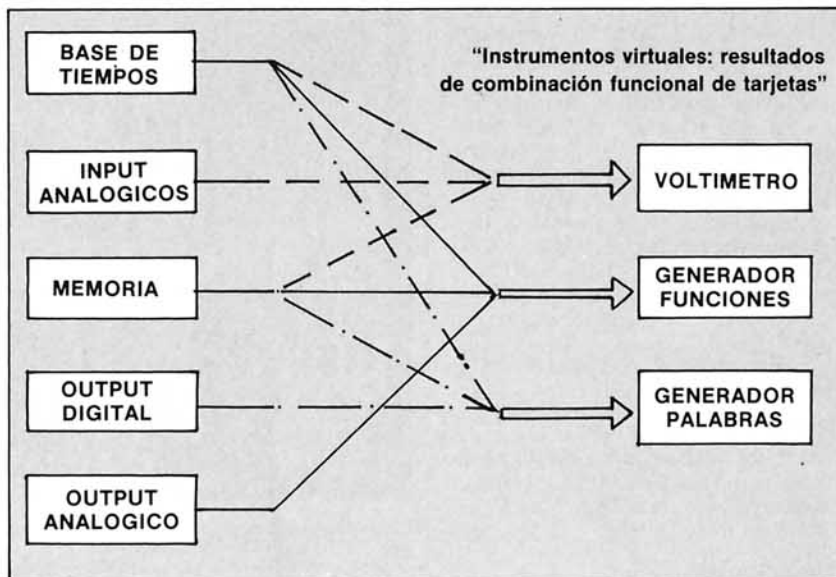 BASE DE
TIEMPOS
"Instrumentos virtuales: resultados
de combinación funcional de tarjetas"
INPUT
ANALOGICOS
VOLTIMETRO
MEMORIA
GENERADOR
FUNCIONES
OUTPUT
DIGITAL
GENERADOR
PALABRAS
OUTPUT
ANALOGICO